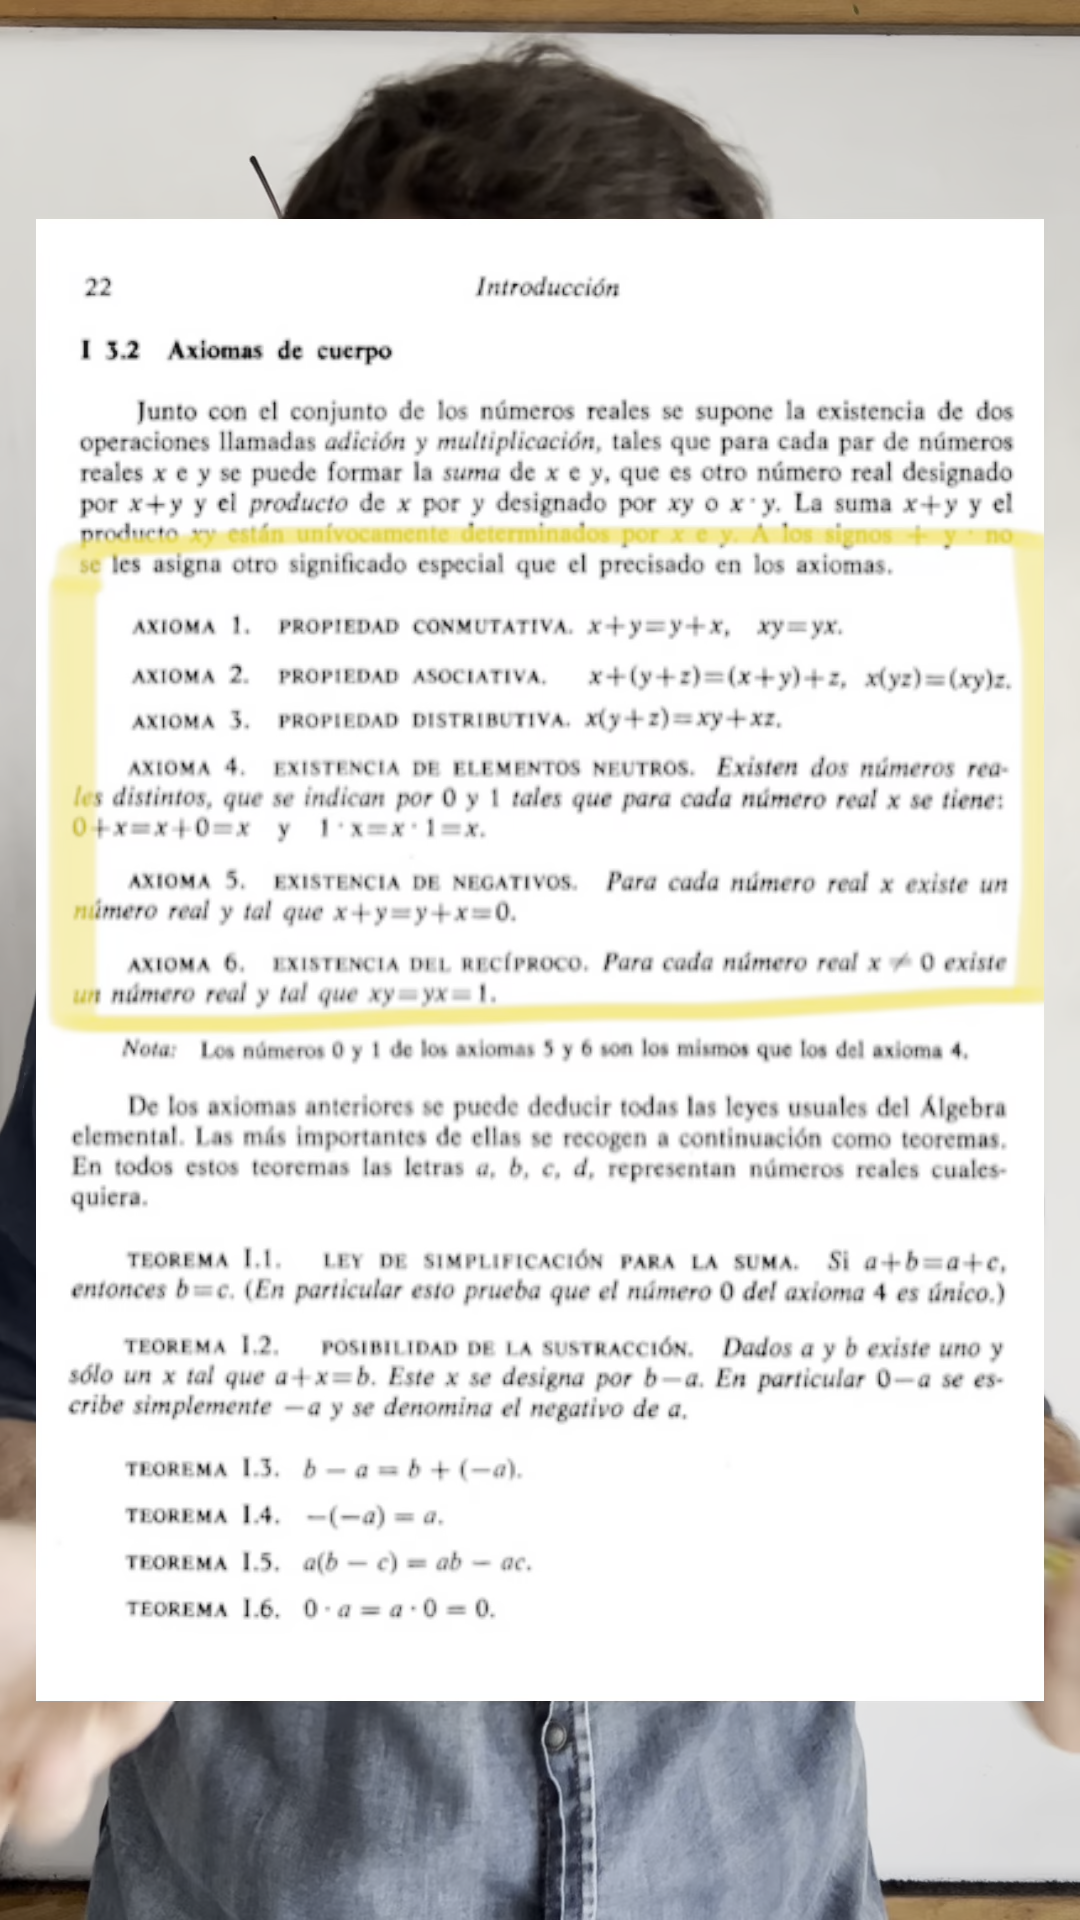 22 Introducción
I 3.2 Axiomas de cuerpo
Junto con el conjunto de los números reales se supone la existencia de dos
operaciones llamadas adición y multiplicación, tales que para cada par de números
reales x e y se puede formar la suma de x e y, que es otro número real designado
por x+y y el producto de x por y designado por xy o x·y. La suma x+y y el
producto xy están unívocamente determinados por x e y. A los signos + y · no
se les asigna otro significado especial que el precisado en los axiomas.
AXIOMA 1. PROPIEDAD CONMUTATIVA. x+y=y+x, xy=yx.
AXIOMA 2. PROPIEDAD ASOCIATIVA. x+(y+z)=(x+y)+z, x(yz)=(xy)z.
AXIOMA 3. PROPIEDAD DISTRIBUTIVA. x(y+z)=xy+xz.
AXIOMA 4. EXISTENCIA DE ELEMENTOS NEUTROS. Existen dos números rea-
les distintos, que se indican por 0 y 1 tales que para cada número real x se tiene:
0+x=x+0=x y 1·x=x·1=x.
AXIOMA 5. EXISTENCIA DE NEGATIVOS. Para cada número real x existe un
número real y tal que x+y=y+x=0.
AXIOMA 6. EXISTENCIA DEL RECÍPROCO. Para cada número real x ≠ 0 existe
un número real y tal que xy=yx=1.
Nota: Los números 0 y 1 de los axiomas 5 y 6 son los mismos que los del axioma 4.
De los axiomas anteriores se puede deducir todas las leyes usuales del Álgebra
elemental. Las más importantes de ellas se recogen a continuación como teoremas.
En todos estos teoremas las letras a, b, c, d, representan números reales cuales-
quiera.
TEOREMA I.1. LEY DE SIMPLIFICACIÓN PARA LA SUMA. Si a+b=a+c,
entonces b=c. (En particular esto prueba que el número 0 del axioma 4 es único.)
TEOREMA I.2. POSIBILIDAD DE LA SUSTRACCIÓN. Dados a y b existe uno y
sólo un x tal que a+x=b. Este x se designa por b−a. En particular 0−a se es-
cribe simplemente −a y se denomina el negativo de a.
TEOREMA I.3. b − a = b + (−a).
TEOREMA I.4. −(−a) = a.
TEOREMA I.5. a(b − c) = ab − ac.
TEOREMA I.6. 0 · a = a · 0 = 0.